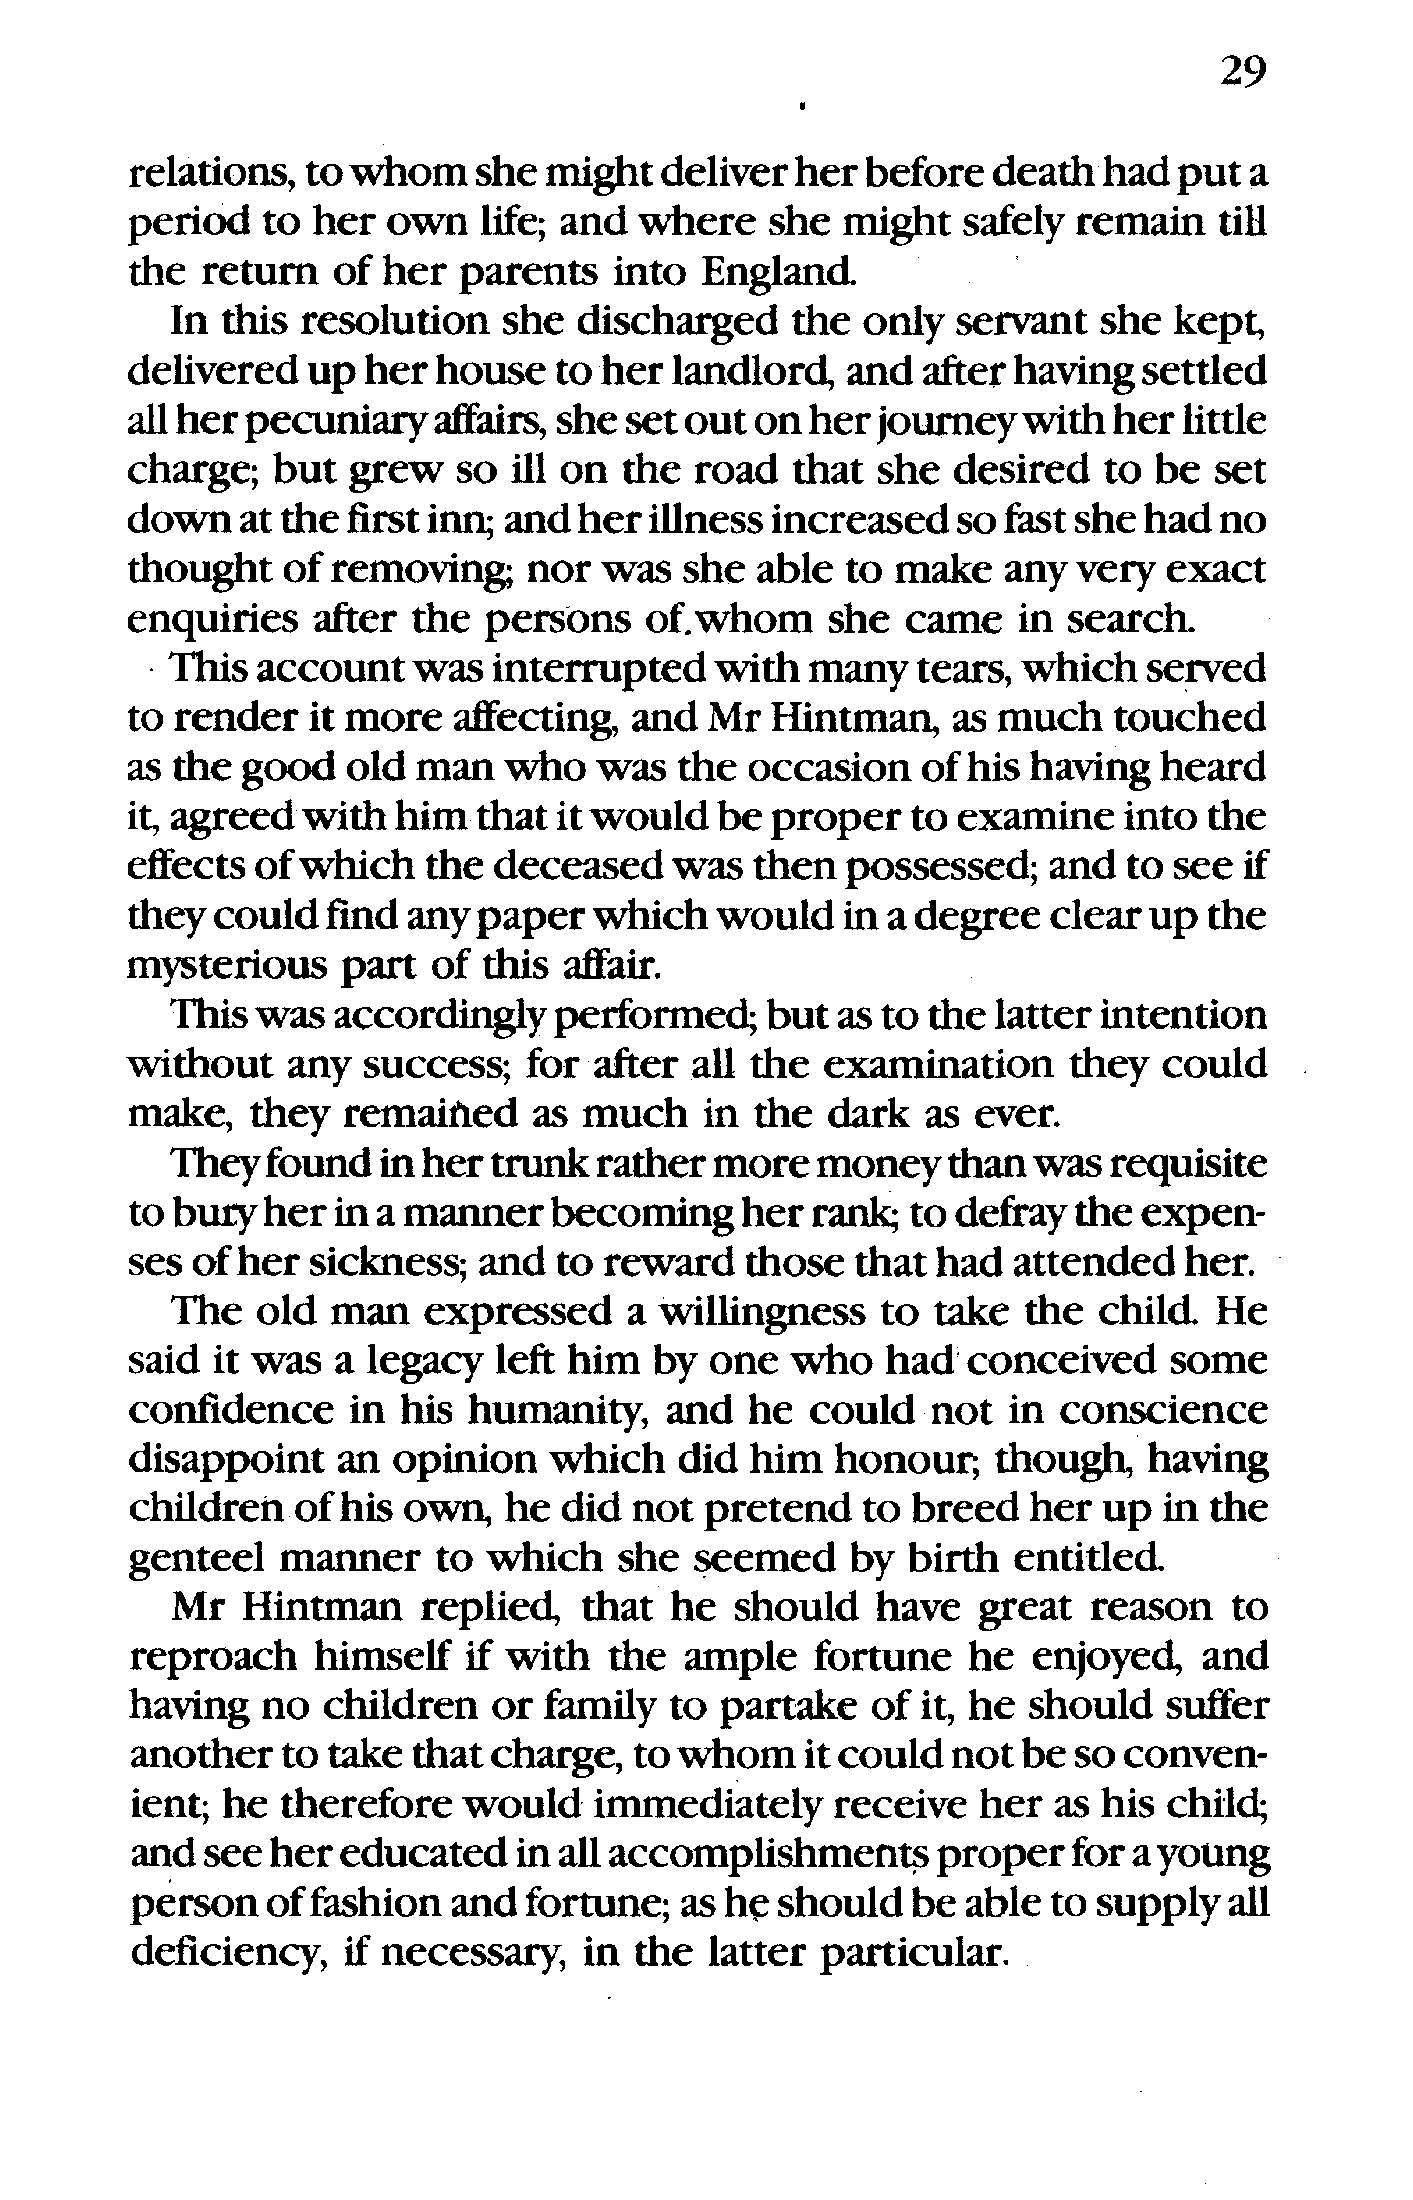 29
relations, to whom she might deliver her before death had put a
period to her own life; and where she might safely remain till
the return of her parents into England.
In this resolution she discharged the only servant she kept,
delivered up her house to her landlord, and after having settled
all her pecuniary affairs, she set out on her journey with her little
charge; but grew so ill on the road that she desired to be set
down at the first inn; and her illness increased so fast she had no
thought of removing; nor was she able to make any very exact
enquiries after the persons of whom she came in search.
This account was interrupted with many tears, which served
to render it more affecting, and Mr Hintman, as much touched
as the good old man who was the occasion of his having heard
it, agreed with him that it would be proper to examine into the
effects of which the deceased was then possessed; and to see if
they could find any paper which would in a degree clear up the
mysterious part of this affair.
This was accordingly performed; but as to the latter intention
without any success; for after all the examination they could
make, they remained as much in the dark as ever.
They found in her trunk rather more money than was requisite
to bury her in a manner becoming her rank; to defray the expen-
ses of her sickness; and to reward those that had attended her.
The old man expressed a willingness to take the child. He
said it was a legacy left him by one who had conceived some
confidence in his humanity, and he could not in conscience
disappoint an opinion which did him honour; though, having
children of his own, he did not pretend to breed her up in the
genteel manner to which she seemed by birth entitled.
Mr Hintman replied, that he should have great reason to
reproach himself if with the ample fortune he enjoyed, and
having no children or family to partake of it, he should suffer
another to take that charge, to whom it could not be so conven-
ient; he therefore would immediately receive her as his child;
and see her educated in all accomplishments proper for a young
person of fashion and fortune; as he should be able to supply all
deficiency, if necessary, in the latter particular.